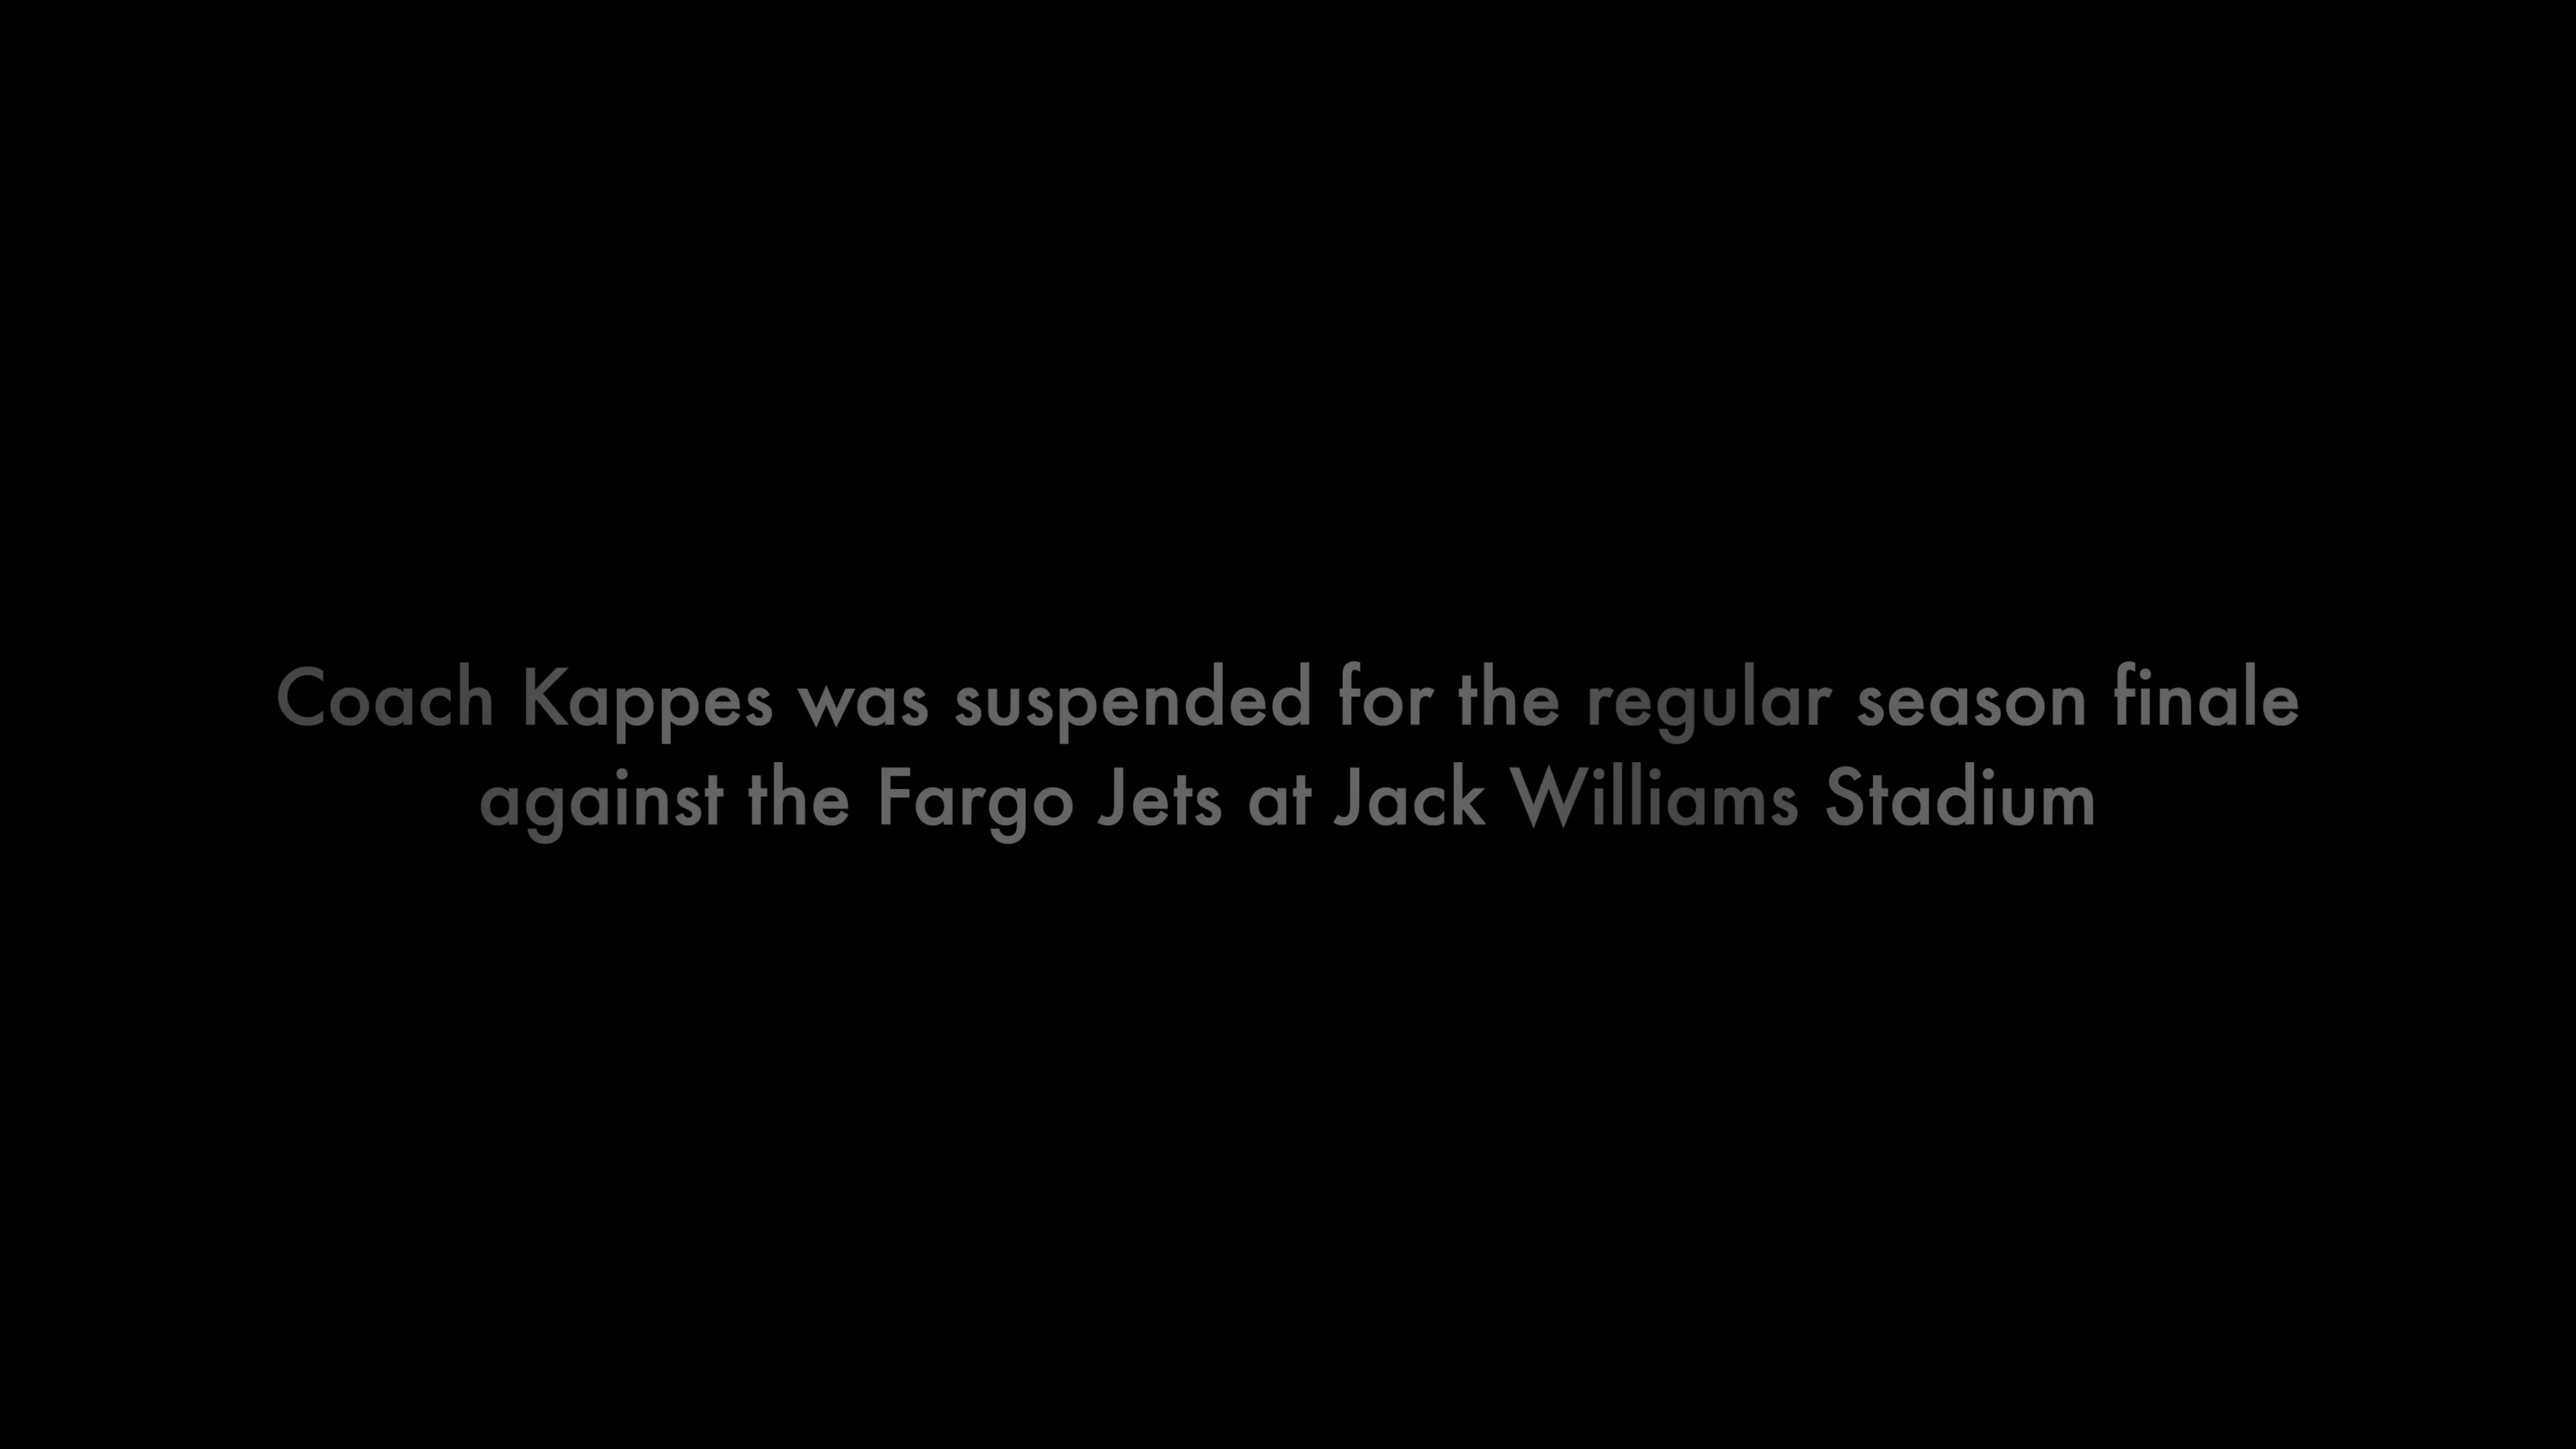 Coach Kappes was suspended for the regular season finale
against the Fargo Jets at Jack Williams Stadium